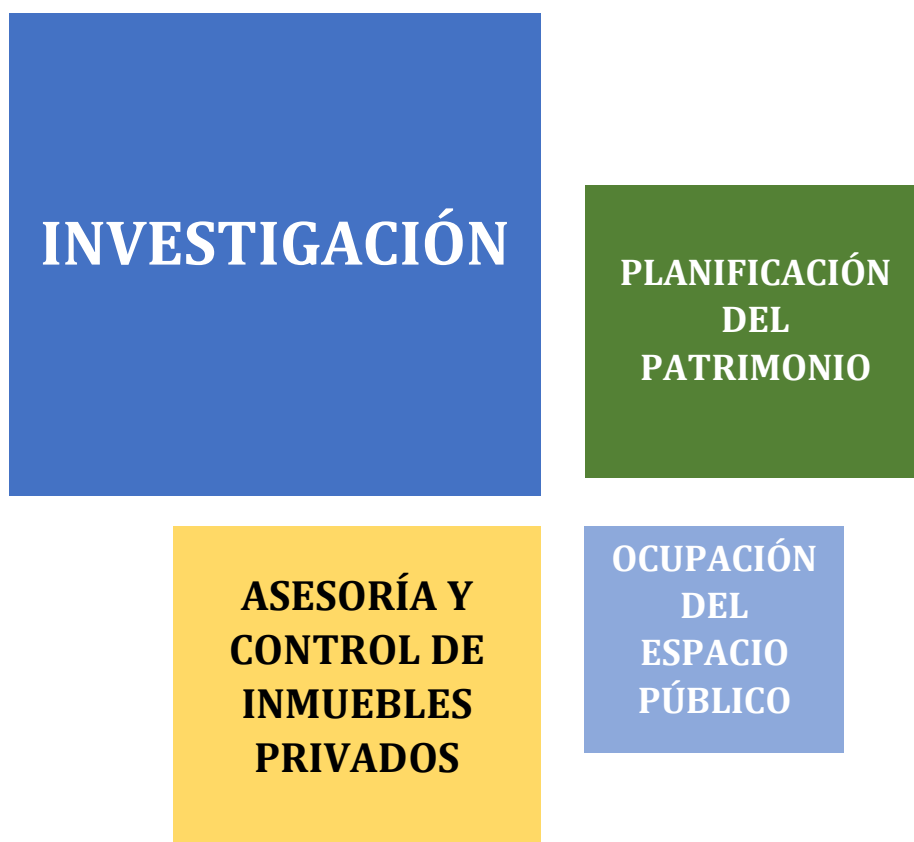 INVESTIGACIÓN
PLANIFICACIÓN
DEL
PATRIMONIO
ASESORÍA Y
CONTROL DE
INMUEBLES
PRIVADOS
OCUPACIÓN
DEL
ESPACIO
PÚBLICO